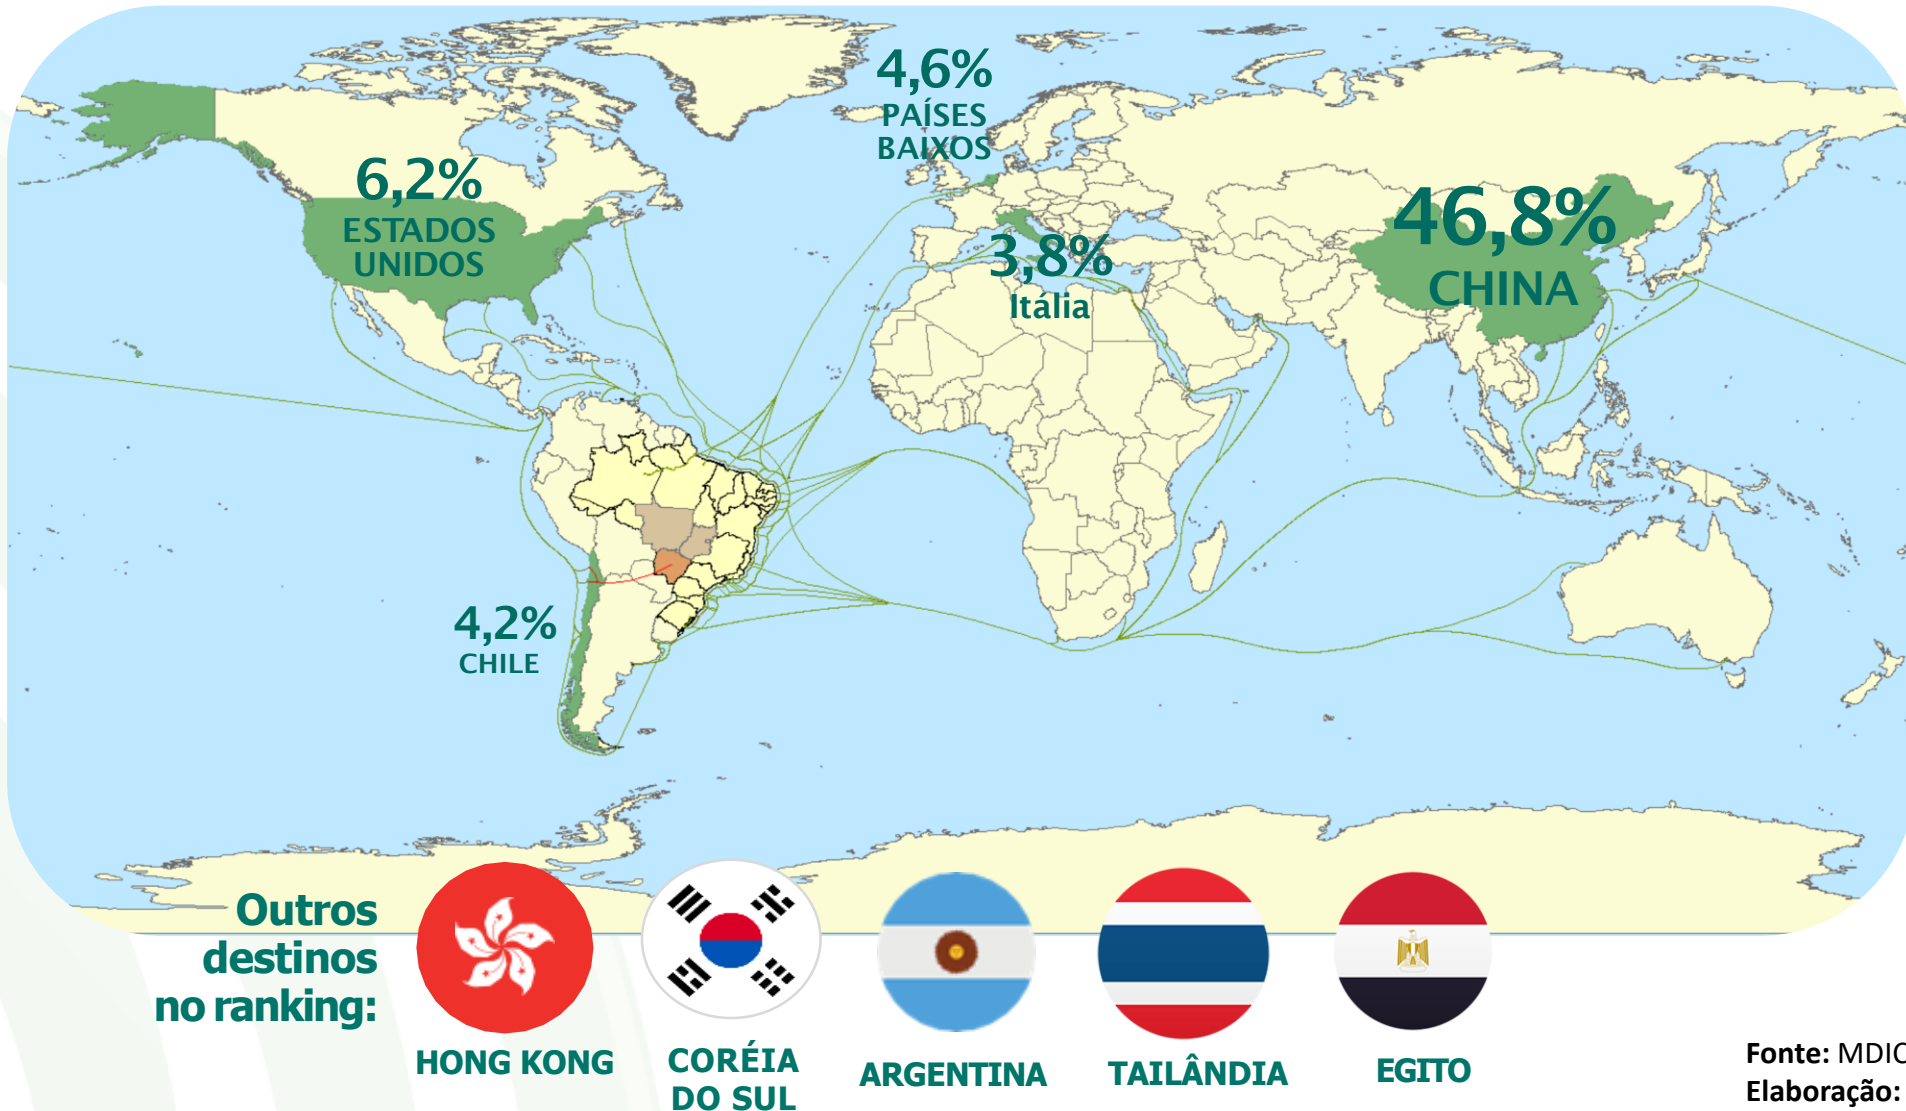 4,6%
PAÍSES
BAIXOS
6,2%
ESTADOS
UNIDOS
46,8%
CHINA
3,8%
Itália
4,2%
CHILE
Outros
destinos
no ranking:
HONG KONG
CORÉIA
DO SUL
ARGENTINA
TAILÂNDIA
EGITO
Fonte: MDIC
Elaboração: